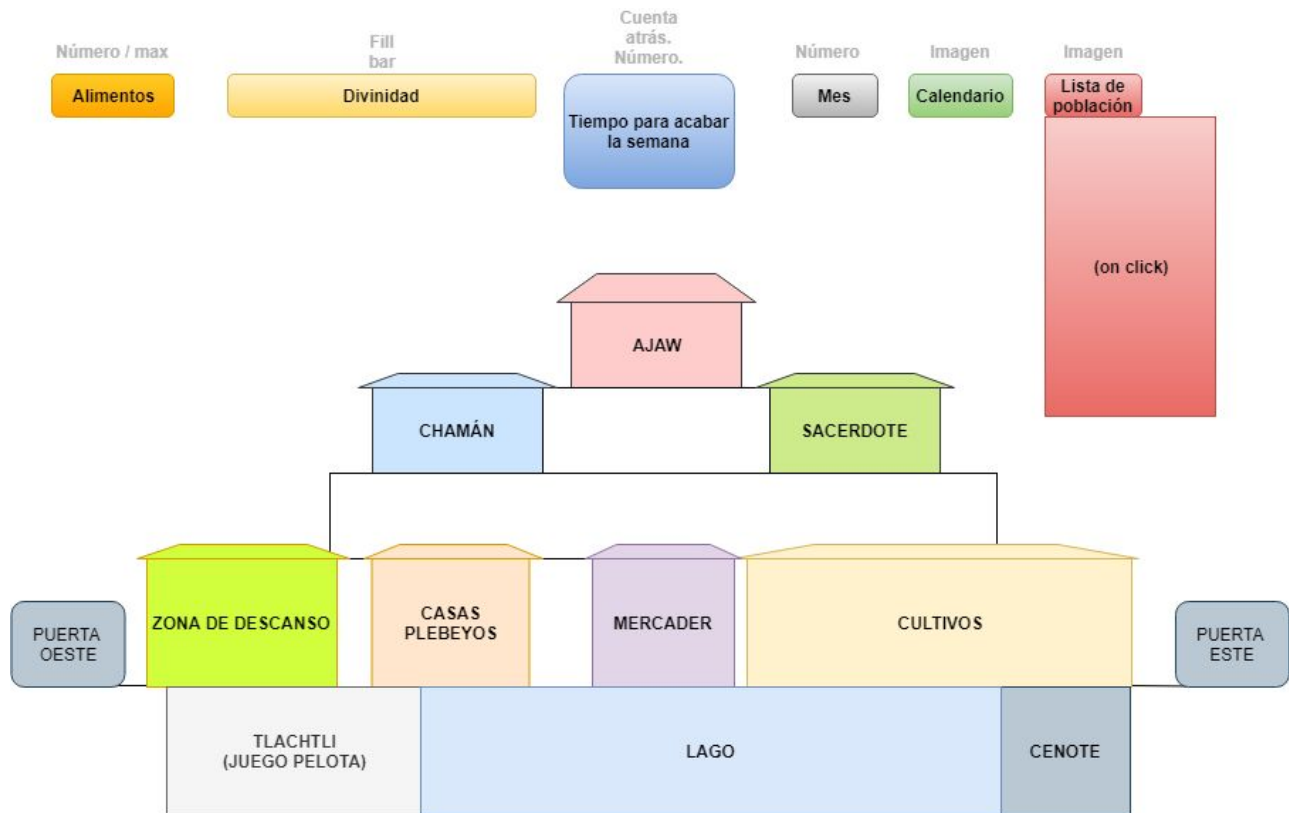 Número / max
Fill
bar
Cuenta
atrás.
Número.
Número
Imagen
Imagen
Alimentos
Divinidad
Tiempo para acabar
la semana
Mes
Calendario
Lista de
población
(on click)
AJAW
CHAMÁN
SACERDOTE
PUERTA
OESTE
ZONA DE DESCANSO
CASAS
PLEBEYOS
MERCADER
CULTIVOS
PUERTA
ESTE
TLACHTLI
(JUEGO PELOTA)
LAGO
CENOTE